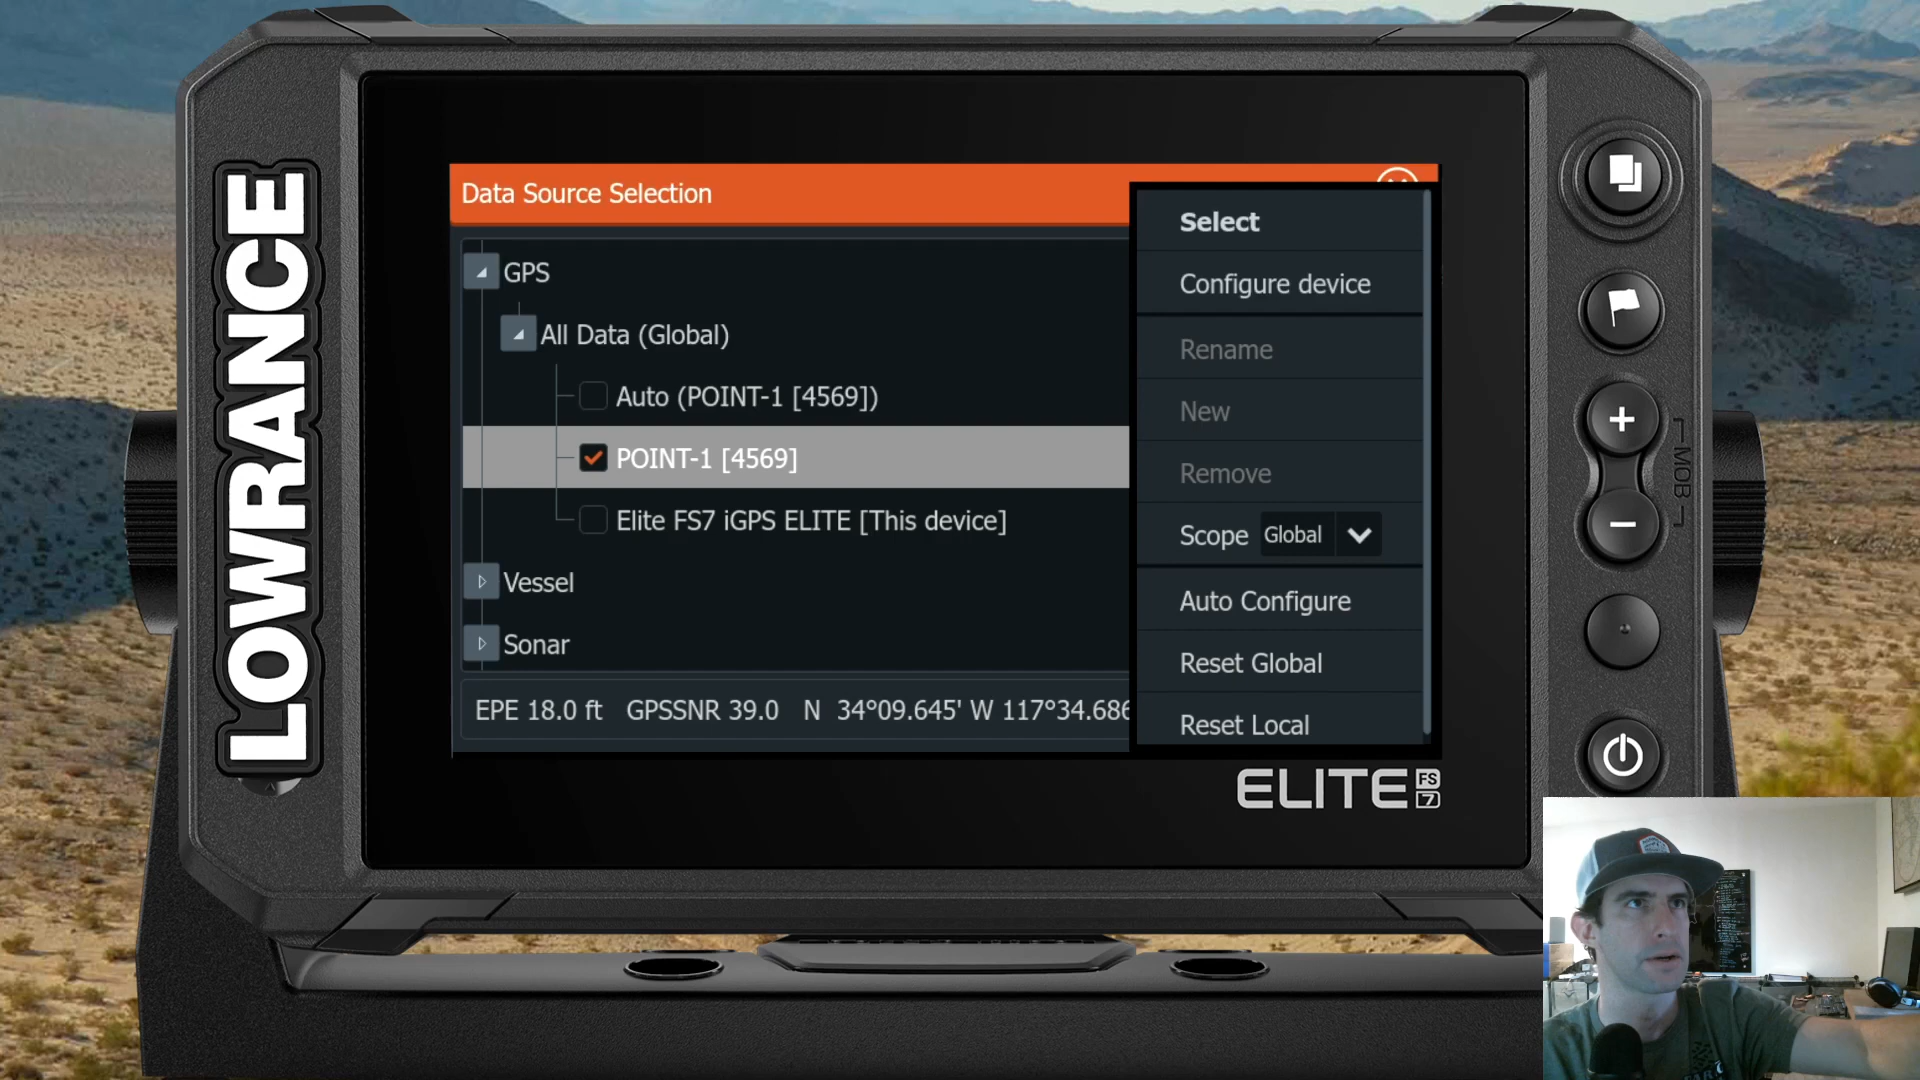 LOWRANCE
Data Source Selection
GPS
All Data (Global)
Auto (POINT-1 [4569])
POINT-1 [4569]
Elite FS7 iGPS ELITE [This device]
Vessel
Sonar
EPE 18.0 ft GPSSNR 39.0 N 34°09.645' W 117°34.686
Select
Configure device
Rename
New
Remove
Scope Global
Auto Configure
Reset Global
Reset Local
MOB
ELITE FS 7